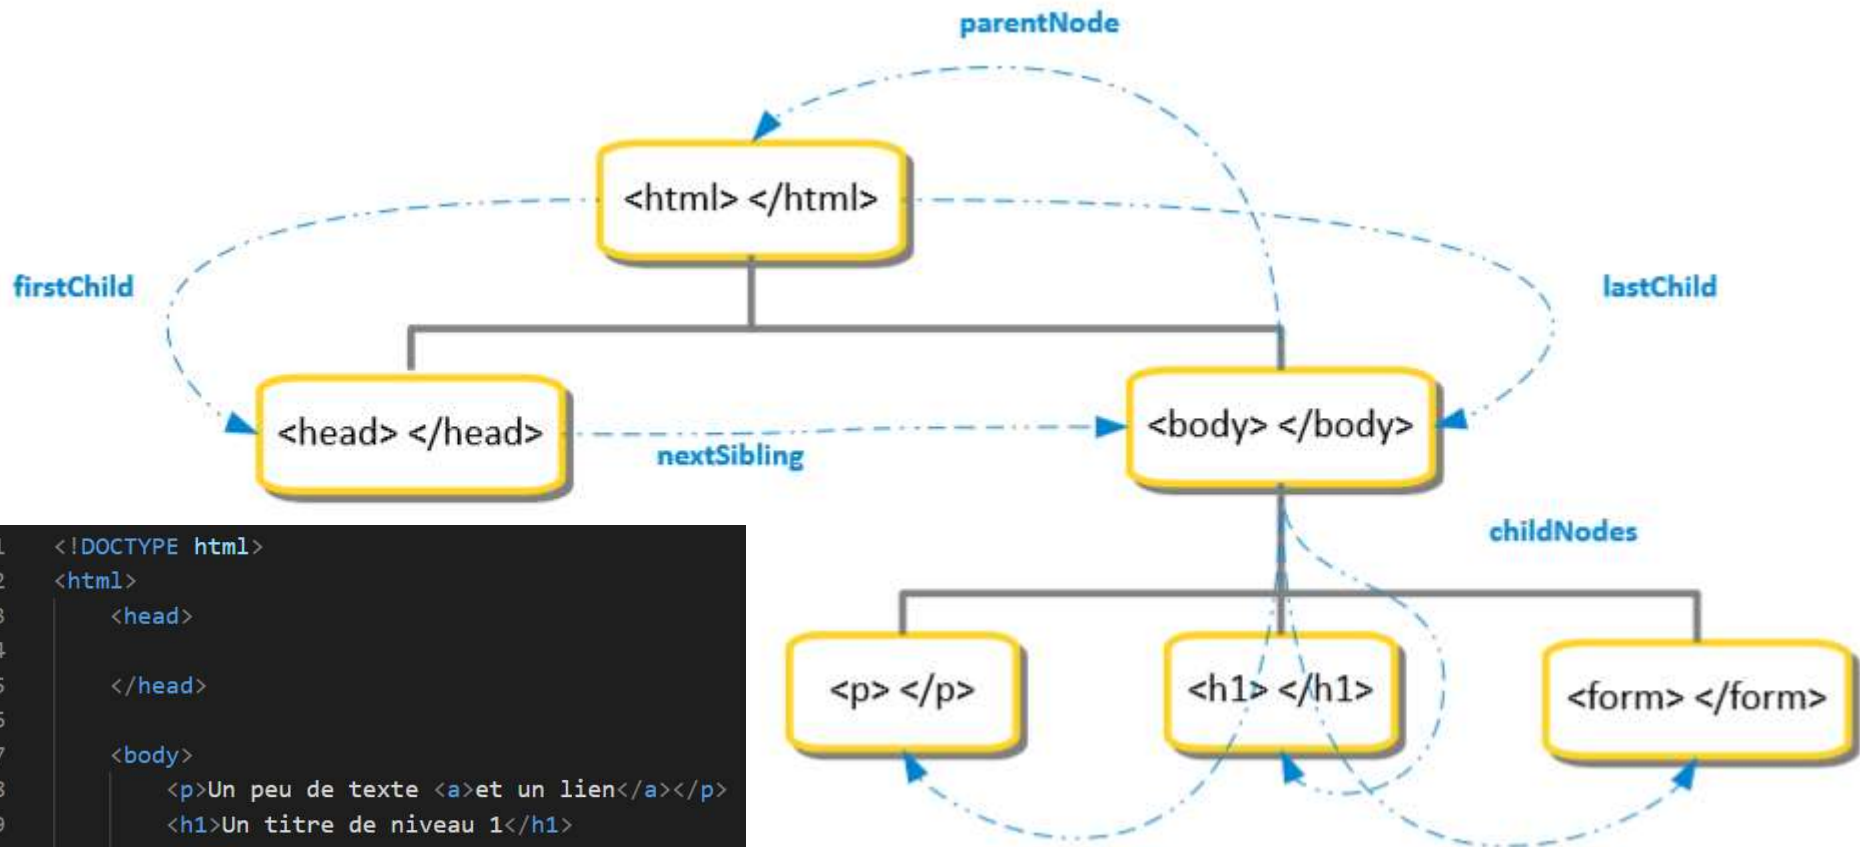 parentNode
<html> </html>
firstChild
lastChild
<head> </head>
nextSibling
<body> </body>
childNodes
<p> </p>
<h1> </h1>
<form> </form>
1 <!DOCTYPE html>
2 <html>
3 <head>
4
5 </head>
6
7 <body>
8 <p>Un peu de texte <a>et un lien</a></p>
9 <h1>Un titre de niveau 1</h1>